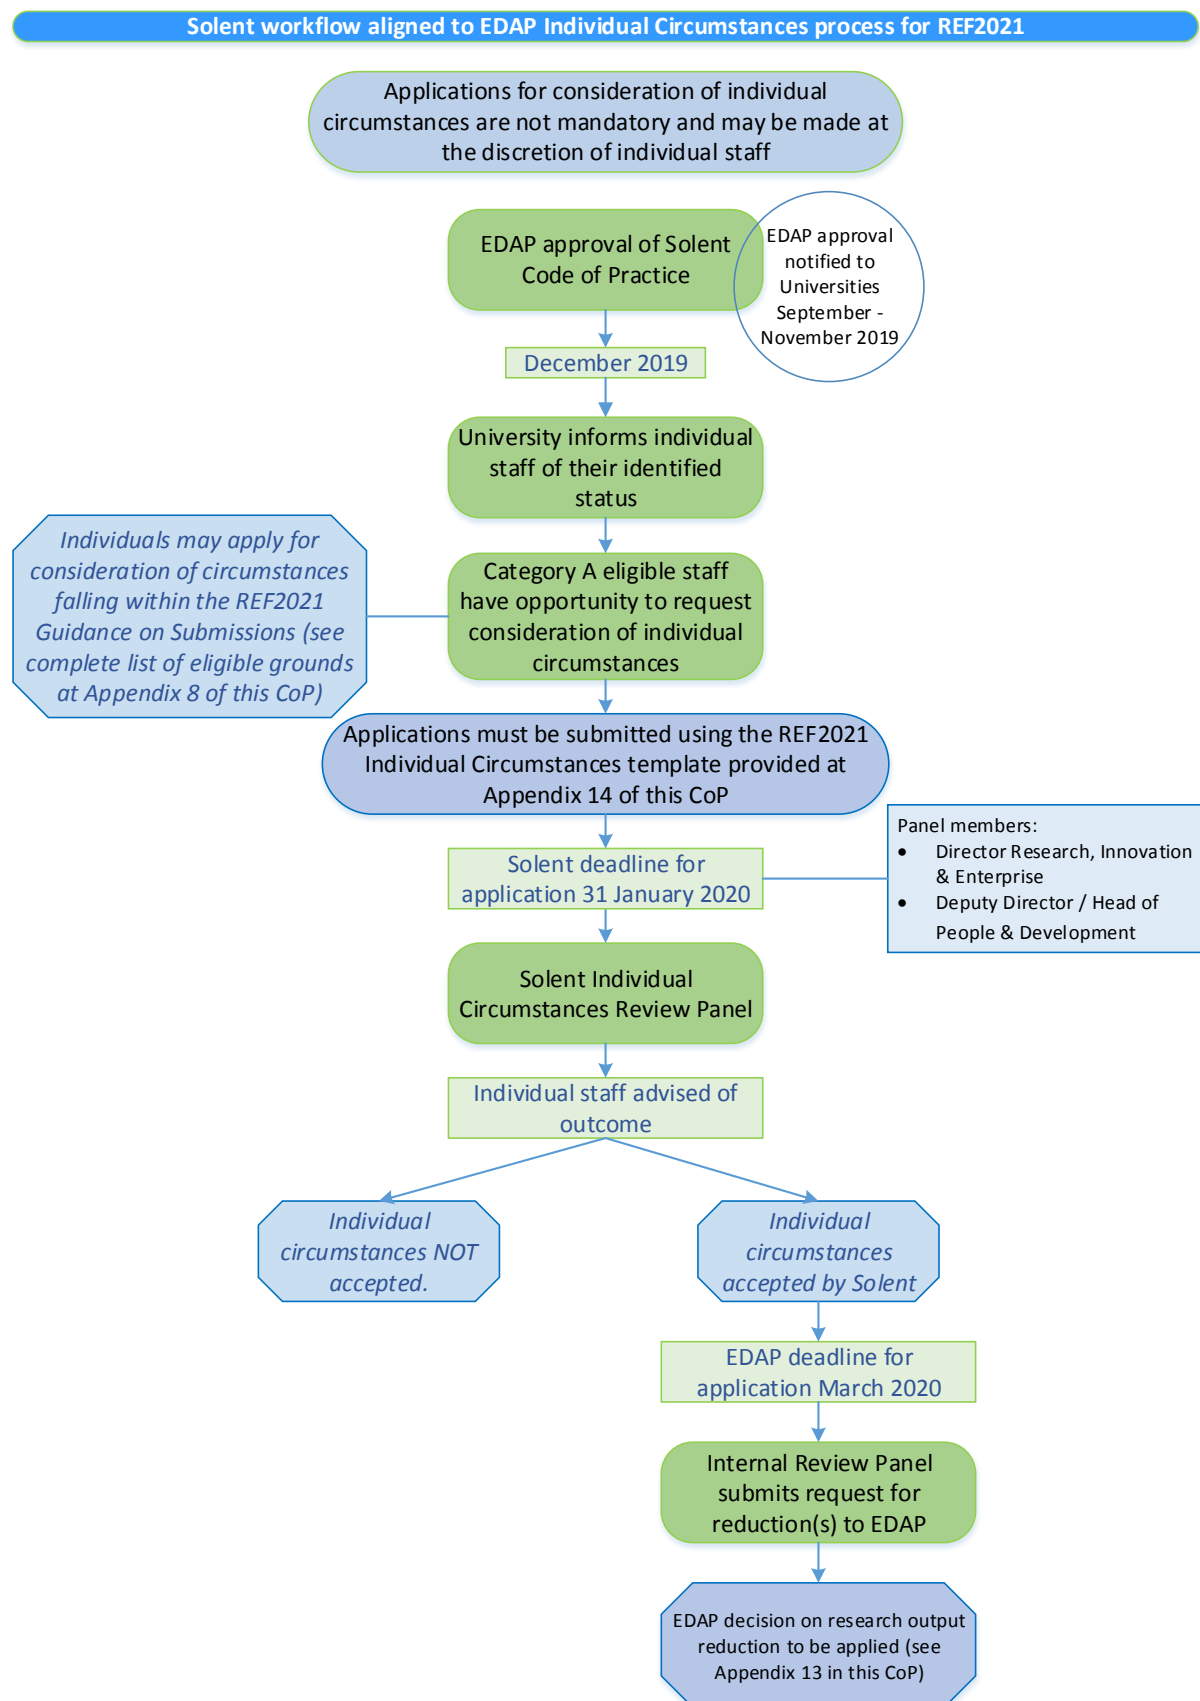 Solent workflow aligned to EDAP Individual Circumstances process for REF2021
Applications for consideration of individual
circumstances are not mandatory and may be made at
the discretion of individual staff
EDAP approval of Solent
Code of Practice
EDAP approval
notified to
Universities
September -
November 2019
December 2019
University informs individual
staff of their identified
status
Individuals may apply for
consideration of circumstances
falling within the REF2021
Guidance on Submissions (see
complete list of eligible grounds
at Appendix 8 of this CoP)
Category A eligible staff
have opportunity to request
consideration of individual
circumstances
Applications must be submitted using the REF2021
Individual Circumstances template provided at
Appendix 14 of this CoP
Solent deadline for
application 31 January 2020
Panel members:
• Director Research, Innovation
& Enterprise
• Deputy Director / Head of
People & Development
Solent Individual
Circumstances Review Panel
Individual staff advised of
outcome
Individual
circumstances NOT
accepted.
Individual
circumstances
accepted by Solent
EDAP deadline for
application March 2020
Internal Review Panel
submits request for
reduction(s) to EDAP
EDAP decision on research output
reduction to be applied (see
Appendix 13 in this CoP)